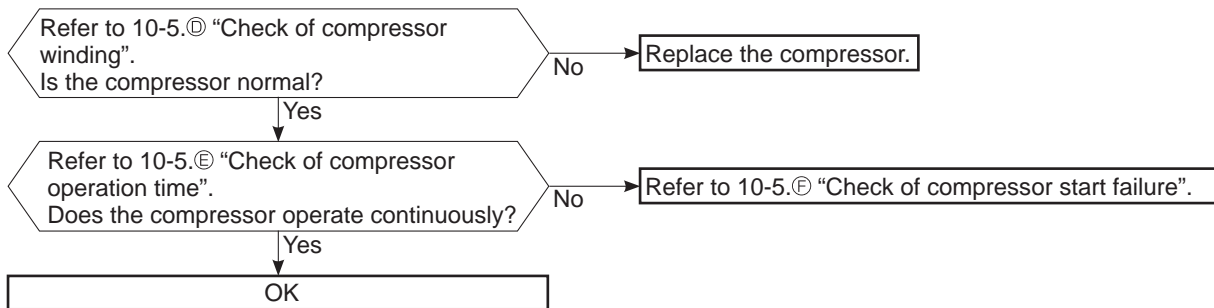 Refer to 10-5.Ⓓ “Check of compressor
winding”.
Is the compressor normal?
No
Replace the compressor.
Yes
Refer to 10-5.Ⓔ “Check of compressor
operation time”.
Does the compressor operate continuously?
No
Refer to 10-5.Ⓕ “Check of compressor start failure”.
Yes
OK